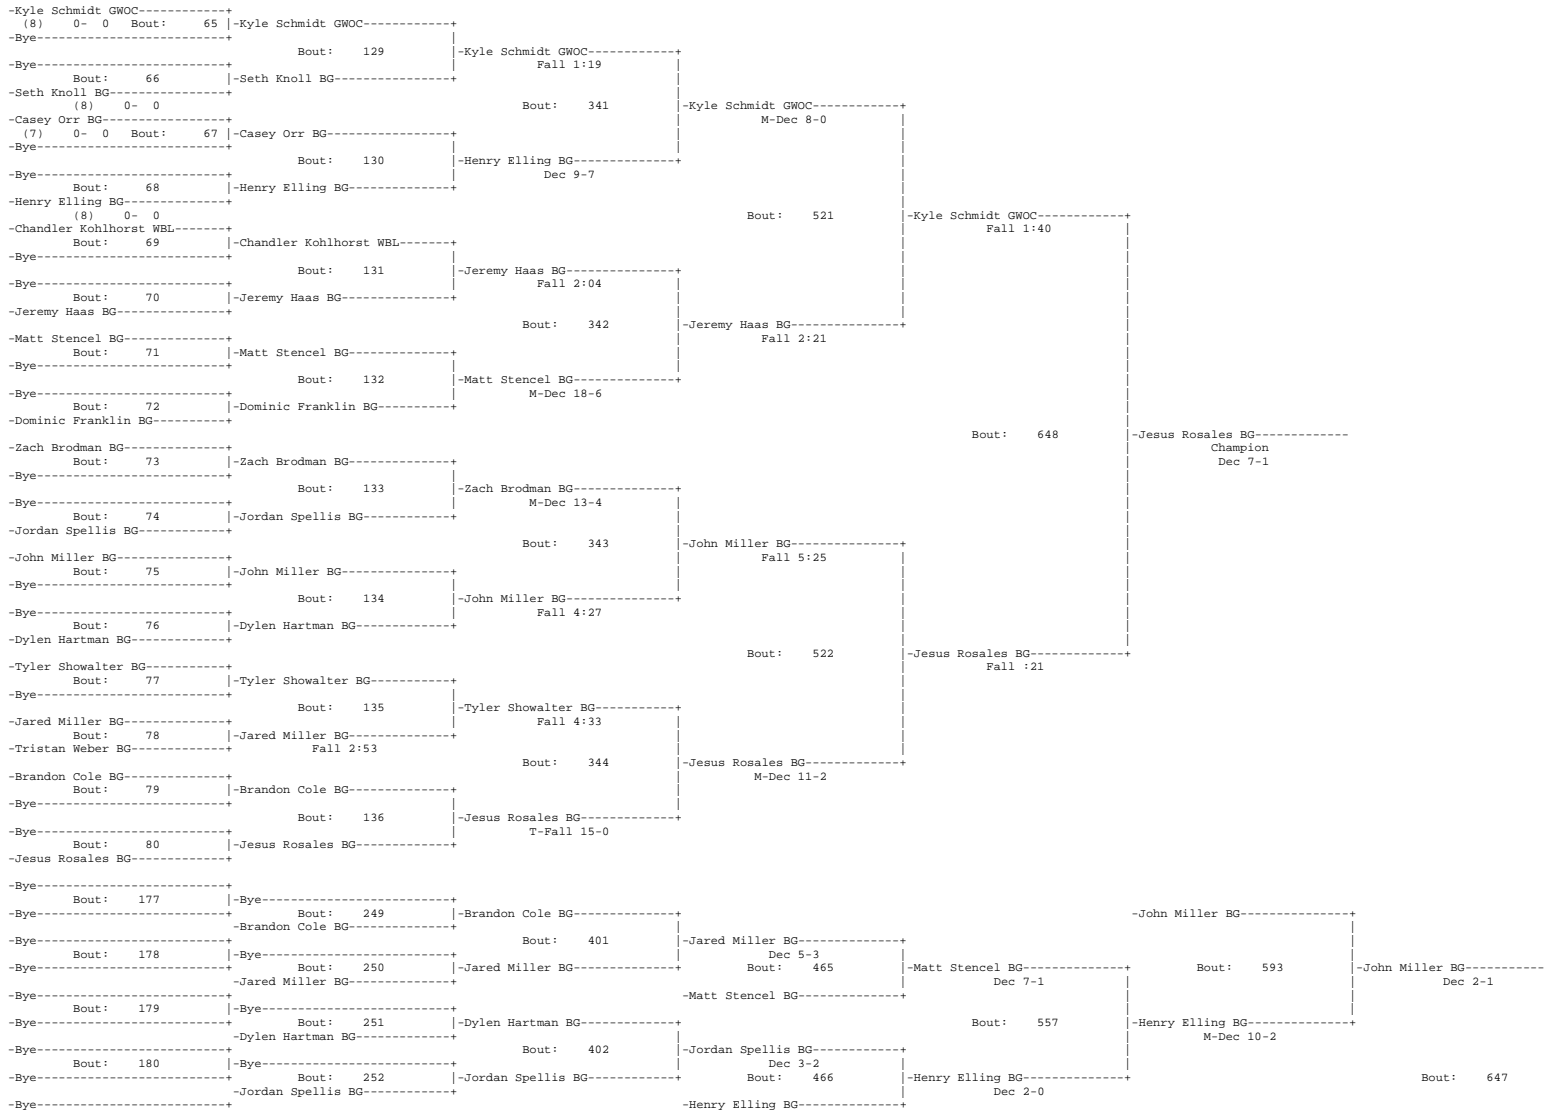 -Kyle Schmidt GWOC------------+
(8) 0- 0 Bout: 65 |-Kyle Schmidt GWOC------------+
-Bye--------------------------+ |
Bout: 129 |-Kyle Schmidt GWOC------------+
-Bye--------------------------+ | Fall 1:19 |
Bout: 66 |-Seth Knoll BG----------------+ |
-Seth Knoll BG----------------+ |
(8) 0- 0 Bout: 341 |-Kyle Schmidt GWOC------------+
-Casey Orr BG-----------------+ | M-Dec 8-0 |
(7) 0- 0 Bout: 67 |-Casey Orr BG-----------------+ | |
-Bye--------------------------+ | | |
Bout: 130 |-Henry Elling BG--------------+ |
-Bye--------------------------+ | Dec 9-7 |
Bout: 68 |-Henry Elling BG--------------+ |
-Henry Elling BG--------------+ |
(8) 0- 0 Bout: 521 |-Kyle Schmidt GWOC------------+
-Chandler Kohlhorst WBL-------+ | Fall 1:40 |
Bout: 69 |-Chandler Kohlhorst WBL-------+ | |
-Bye--------------------------+ | | |
Bout: 131 |-Jeremy Haas BG---------------+ | |
-Bye--------------------------+ | Fall 2:04 | | |
Bout: 70 |-Jeremy Haas BG---------------+ | | |
-Jeremy Haas BG---------------+ | | |
Bout: 342 |-Jeremy Haas BG---------------+ |
-Matt Stencel BG--------------+ | Fall 2:21 |
Bout: 71 |-Matt Stencel BG--------------+ | |
-Bye--------------------------+ | | |
Bout: 132 |-Matt Stencel BG--------------+ |
-Bye--------------------------+ | M-Dec 18-6 |
Bout: 72 |-Dominic Franklin BG----------+ |
-Dominic Franklin BG----------+ |
Bout: 648 |-Jesus Rosales BG-------------
-Zach Brodman BG--------------+ | Champion
Bout: 73 |-Zach Brodman BG--------------+ | Dec 7-1
-Bye--------------------------+ | |
Bout: 133 |-Zach Brodman BG--------------+ |
-Bye--------------------------+ | M-Dec 13-4 | |
Bout: 74 |-Jordan Spellis BG------------+ | |
-Jordan Spellis BG------------+ | |
Bout: 343 |-John Miller BG---------------+ |
-John Miller BG---------------+ | Fall 5:25 | |
Bout: 75 |-John Miller BG---------------+ | | |
-Bye--------------------------+ | | | |
Bout: 134 |-John Miller BG---------------+ | |
-Bye--------------------------+ | Fall 4:27 | |
Bout: 76 |-Dylen Hartman BG-------------+ | |
-Dylen Hartman BG-------------+ | |
Bout: 522 |-Jesus Rosales BG-------------+
-Tyler Showalter BG-----------+ | Fall :21
Bout: 77 |-Tyler Showalter BG-----------+ |
-Bye--------------------------+ | |
Bout: 135 |-Tyler Showalter BG-----------+ |
-Jared Miller BG--------------+ | Fall 4:33 | |
Bout: 78 |-Jared Miller BG--------------+ | |
-Tristan Weber BG-------------+ Fall 2:53 | |
Bout: 344 |-Jesus Rosales BG-------------+
-Brandon Cole BG--------------+ | M-Dec 11-2
Bout: 79 |-Brandon Cole BG--------------+ |
-Bye--------------------------+ | |
Bout: 136 |-Jesus Rosales BG-------------+
-Bye--------------------------+ | T-Fall 15-0
Bout: 80 |-Jesus Rosales BG-------------+
-Jesus Rosales BG-------------+
-Bye--------------------------+
Bout: 177 |-Bye--------------------------+
-Bye--------------------------+ Bout: 249 |-Brandon Cole BG--------------+ -John Miller BG---------------+
-Brandon Cole BG--------------+ | |
-Bye--------------------------+ Bout: 401 |-Jared Miller BG--------------+ |
Bout: 178 |-Bye--------------------------+ | Dec 5-3 | |
-Bye--------------------------+ Bout: 250 |-Jared Miller BG--------------+ Bout: 465 |-Matt Stencel BG--------------+ Bout: 593 |-John Miller BG-----------
-Jared Miller BG--------------+ | Dec 7-1 | | Dec 2-1
-Bye--------------------------+ -Matt Stencel BG--------------+ | |
Bout: 179 |-Bye--------------------------+ | |
-Bye--------------------------+ Bout: 251 |-Dylen Hartman BG-------------+ Bout: 557 |-Henry Elling BG--------------+
-Dylen Hartman BG-------------+ | | M-Dec 10-2
-Bye--------------------------+ Bout: 402 |-Jordan Spellis BG------------+ |
Bout: 180 |-Bye--------------------------+ | Dec 3-2 | |
-Bye--------------------------+ Bout: 252 |-Jordan Spellis BG------------+ Bout: 466 |-Henry Elling BG--------------+ Bout: 647
-Jordan Spellis BG------------+ | Dec 2-0
-Bye--------------------------+ -Henry Elling BG--------------+